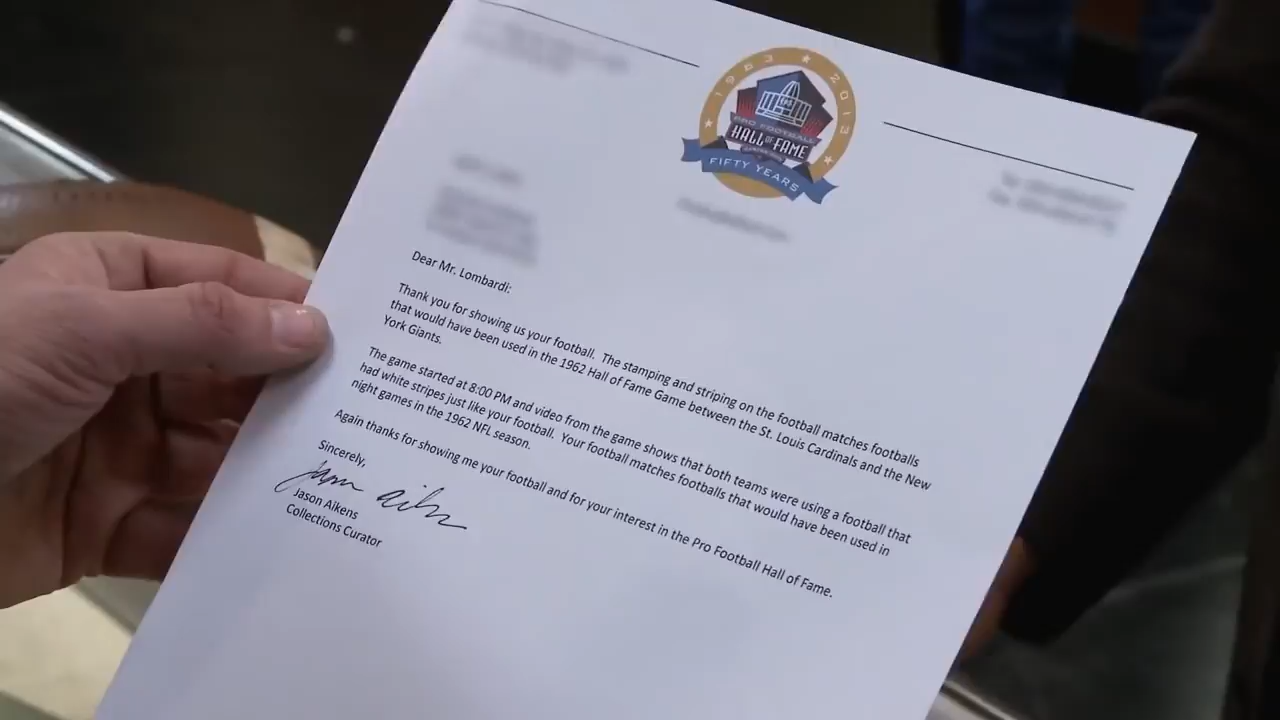 1963 ★ 2013
PRO FOOTBALL
HALL OF FAME
FIFTY YEARS
Dear Mr. Lombardi:
Thank you for showing us your football. The stamping and striping on the football matches footballs
that would have been used in the 1962 Hall of Fame Game between the St. Louis Cardinals and the New
York Giants.
The game started at 8:00 PM and video from the game shows that both teams were using a football that
had white stripes just like your football. Your football matches footballs that would have been used in
night games in the 1962 NFL season.
Again thanks for showing me your football and for your interest in the Pro Football Hall of Fame.
Sincerely,
Jason Aikens
Collections Curator